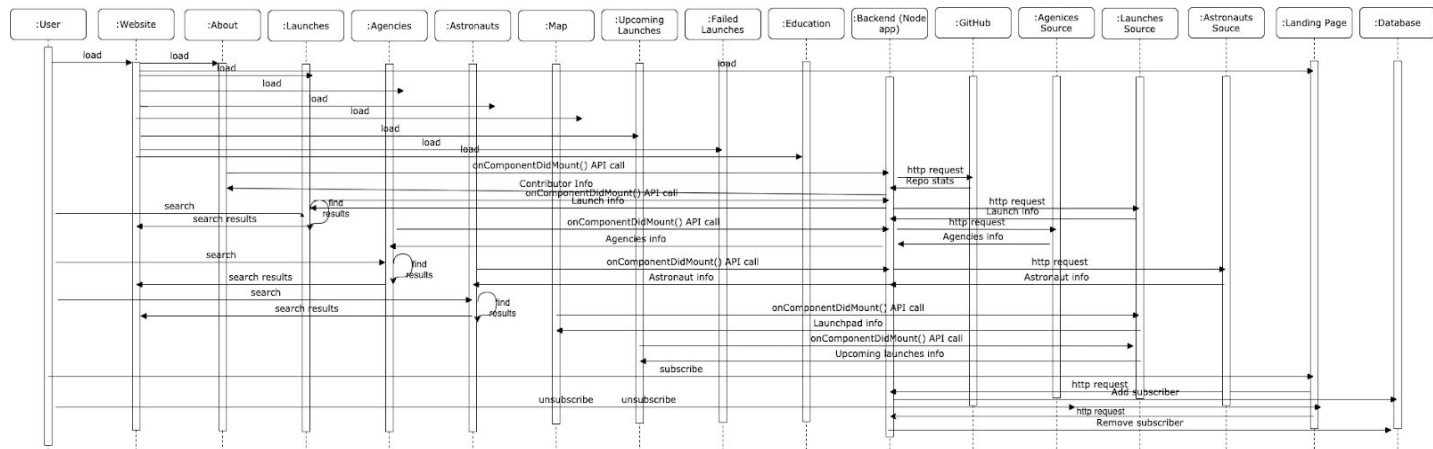 :User
:Website
:About
:Launches
:Agencies
:Astronauts
:Map
:Upcoming
Launches
:Failed
Launches
:Education
:Backend (Node
app)
:GitHub
:Agenices
Source
:Launches
Source
:Astronauts
Souce
:Landing Page
:Database
load
load
load
load
load
load
load
load
load
onComponentDidMount() API call
http request
Contributor Info
Repo stats
onComponentDidMount() API call
find
results
Launch info
http request
search
Launch info
search results
onComponentDidMount() API call
http request
Agencies info
Agencies info
search
find
results
onComponentDidMount() API call
http request
search results
Astronaut info
Astronaut info
search
find
results
search results
onComponentDidMount() API call
Launchpad info
onComponentDidMount() API call
Upcoming launches info
subscribe
http request
Add subscriber
unsubscribe
unsubscribe
http request
Remove subscriber